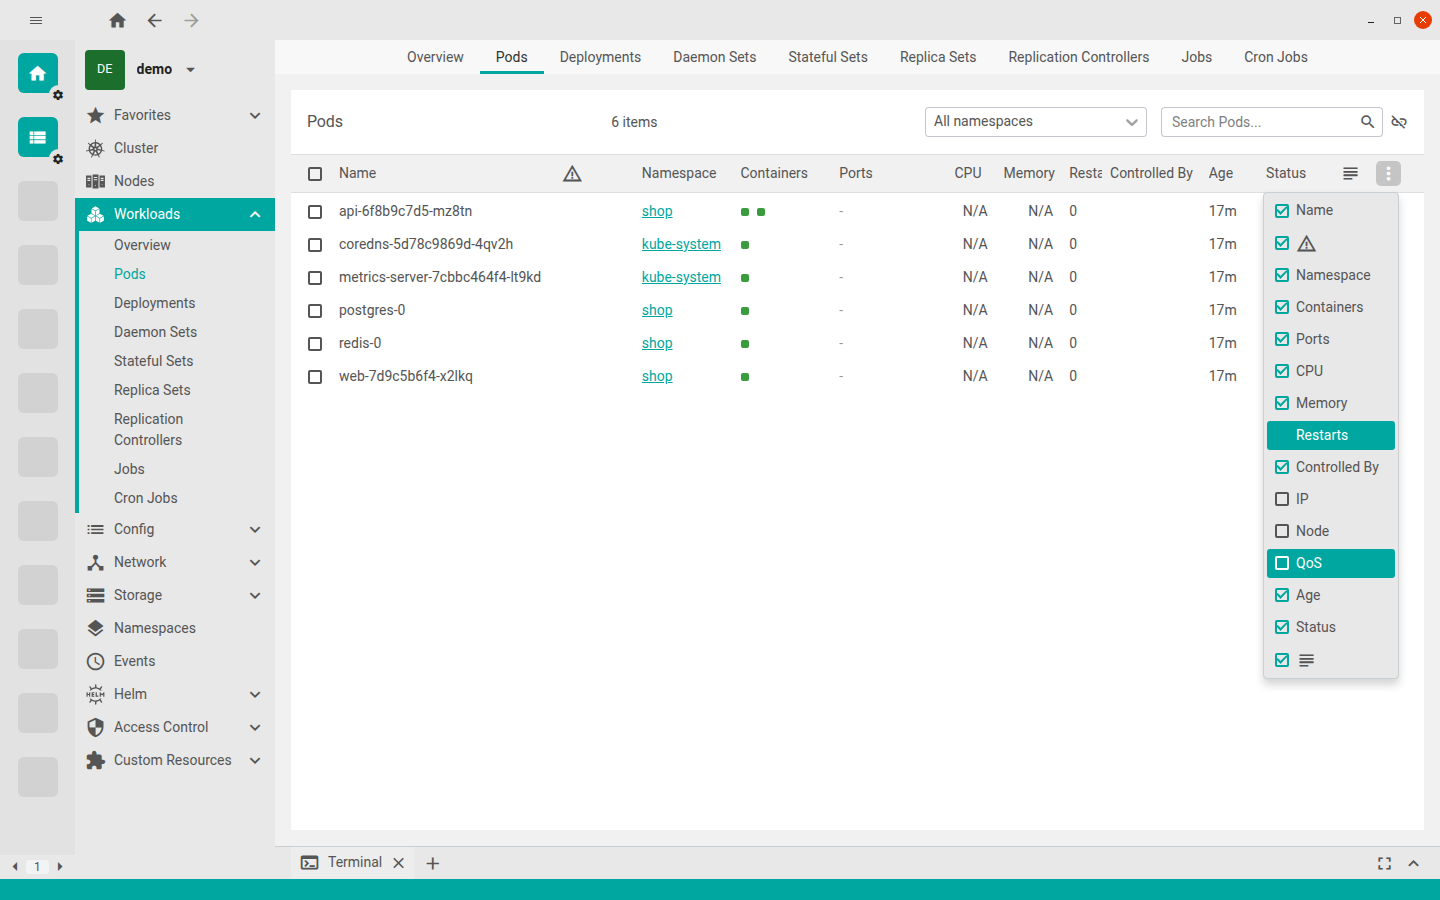 Overview Pods Deployments Daemon Sets Stateful Sets Replica Sets Replication Controllers Jobs Cron Jobs
DE demo
Favorites
Cluster
Nodes
Workloads
Overview
Pods
Deployments
Daemon Sets
Stateful Sets
Replica Sets
Replication
Controllers
Jobs
Cron Jobs
Config
Network
Storage
Namespaces
Events
HELM Helm
Access Control
Custom Resources
1
Pods 6 items All namespaces Search Pods...
Name Namespace Containers Ports CPU Memory Resta Controlled By Age Status
api-6f8b9c7d5-mz8tn shop - N/A N/A 0 17m
coredns-5d78c9869d-4qv2h kube-system - N/A N/A 0 17m
metrics-server-7cbbc464f4-lt9kd kube-system - N/A N/A 0 17m
postgres-0 shop - N/A N/A 0 17m
redis-0 shop - N/A N/A 0 17m
web-7d9c5b6f4-x2lkq shop - N/A N/A 0 17m
Name
Namespace
Containers
Ports
CPU
Memory
Restarts
Controlled By
IP
Node
QoS
Age
Status
Terminal